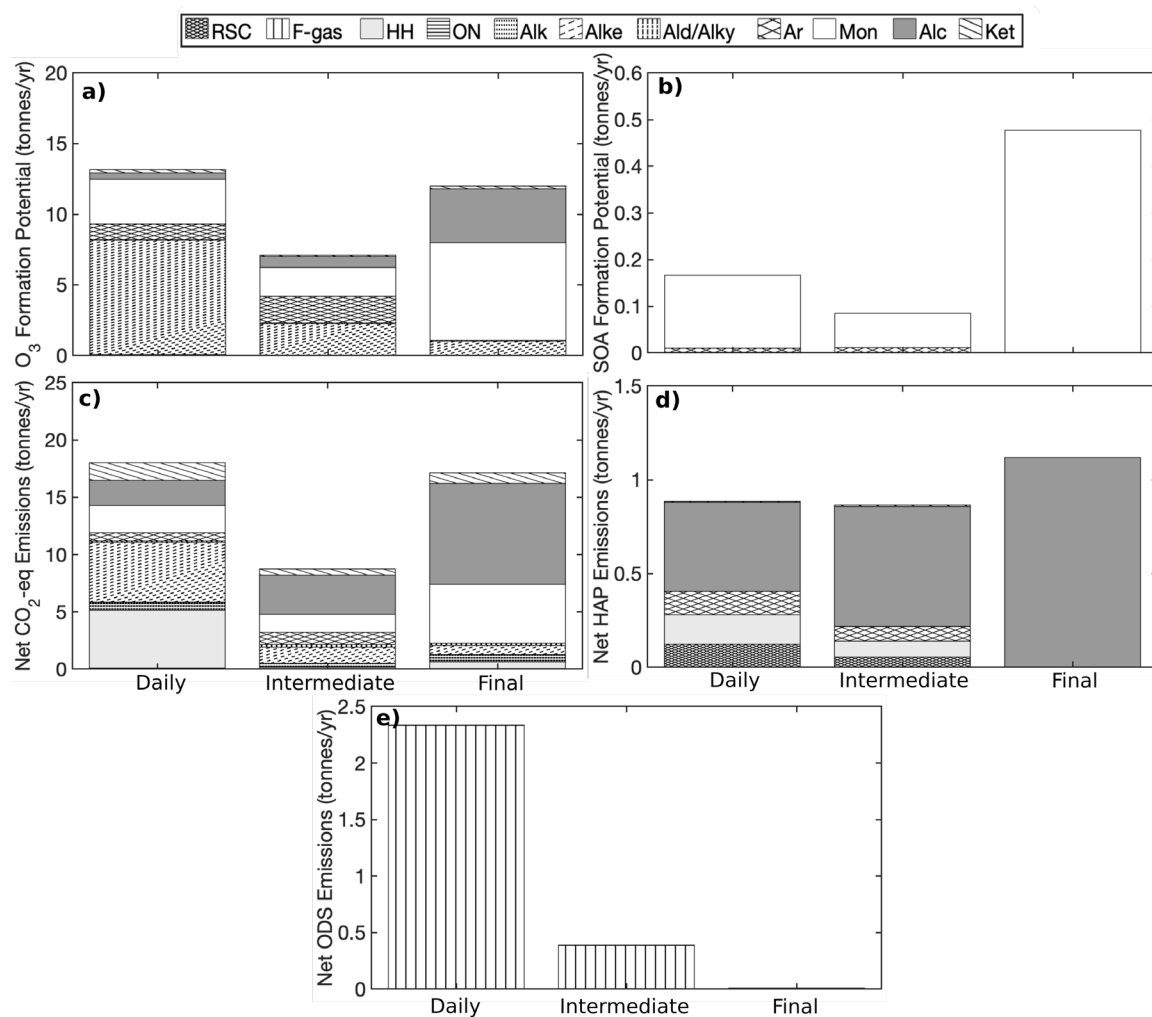 RSC F-gas HH ON Alk Alke Ald/Alky Ar Mon Alc Ket
a)
O3 Formation Potential (tonnes/yr)
20
15
10
5
0
b)
SOA Formation Potential (tonnes/yr)
0.6
0.5
0.4
0.3
0.2
0.1
0
c)
Net CO2-eq Emissions (tonnes/yr)
25
20
15
10
5
0
Daily Intermediate Final
d)
Net HAP Emissions (tonnes/yr)
1.5
1
0.5
0
Daily Intermediate Final
e)
Net ODS Emissions (tonnes/yr)
2.5
2
1.5
1
0.5
0
Daily Intermediate Final